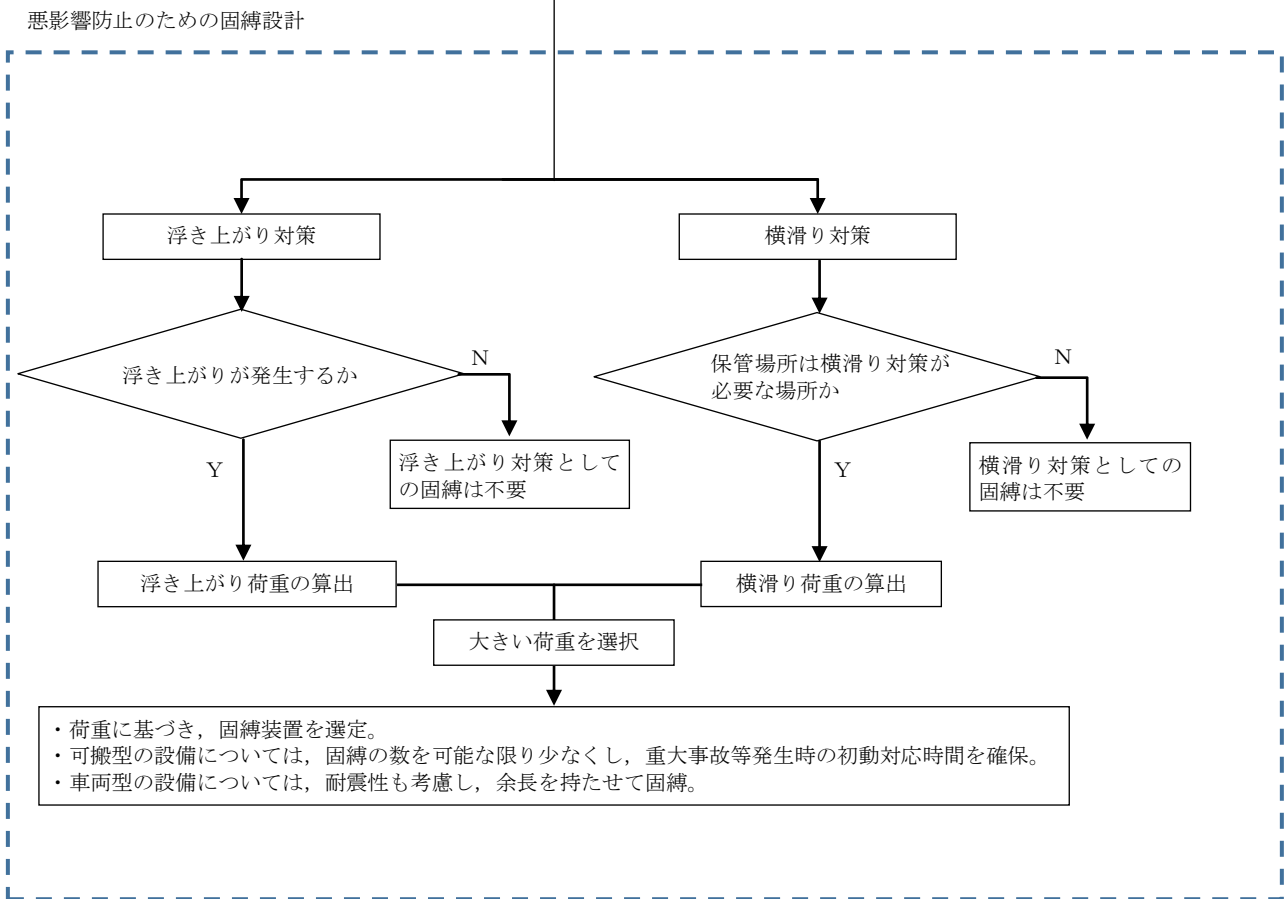 悪影響防止のための固縛設計
浮き上がり対策
横滑り対策
浮き上がりが発生するか
N
保管場所は横滑り対策が
必要な場所か
N
Y
浮き上がり対策として
の固縛は不要
Y
横滑り対策としての
固縛は不要
浮き上がり荷重の算出
横滑り荷重の算出
大きい荷重を選択
・荷重に基づき，固縛装置を選定。
・可搬型の設備については，固縛の数を可能な限り少なくし，重大事故等発生時の初動対応時間を確保。
・車両型の設備については，耐震性も考慮し，余長を持たせて固縛。